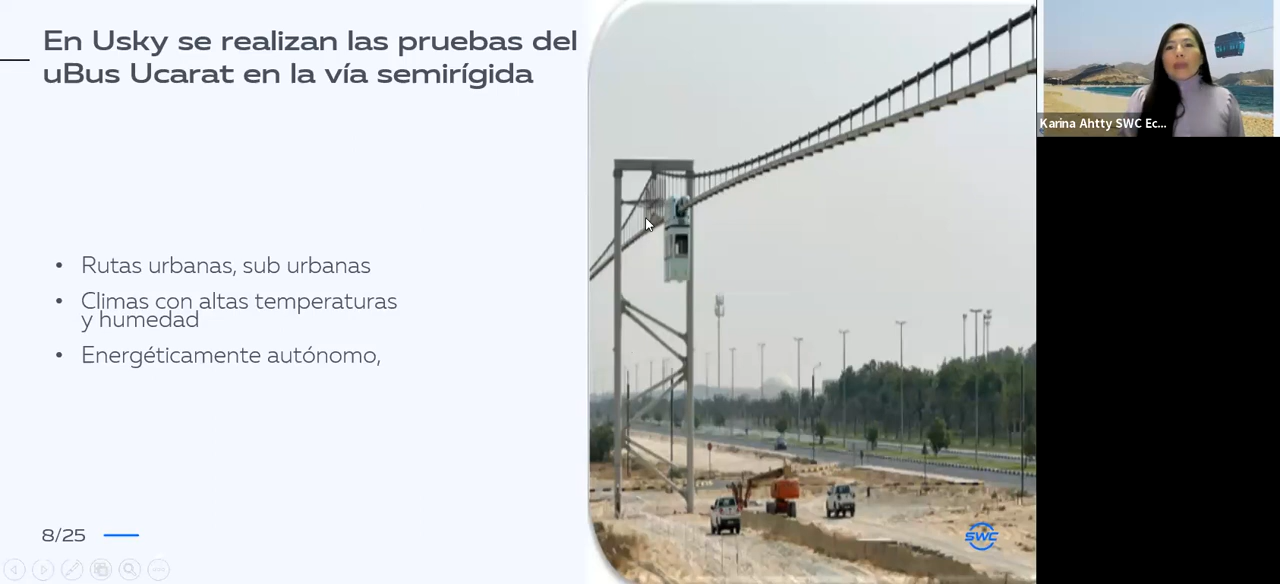 En Usky se realizan las pruebas del
uBus Ucarat en la vía semirígida
• Rutas urbanas, sub urbanas
• Climas con altas temperaturas
y humedad
• Energéticamente autónomo,
8/25
SWC
Karina Ahtty SWC Ec...